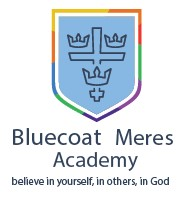 Bluecoat Meres
Academy
believe in yourself, in others, in God